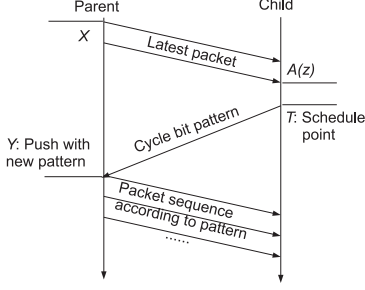 Parent
Child
X
Latest packet
A(z)
Cycle bit pattern
T: Schedule
point
Y: Push with
new pattern
Packet sequence
according to pattern
......